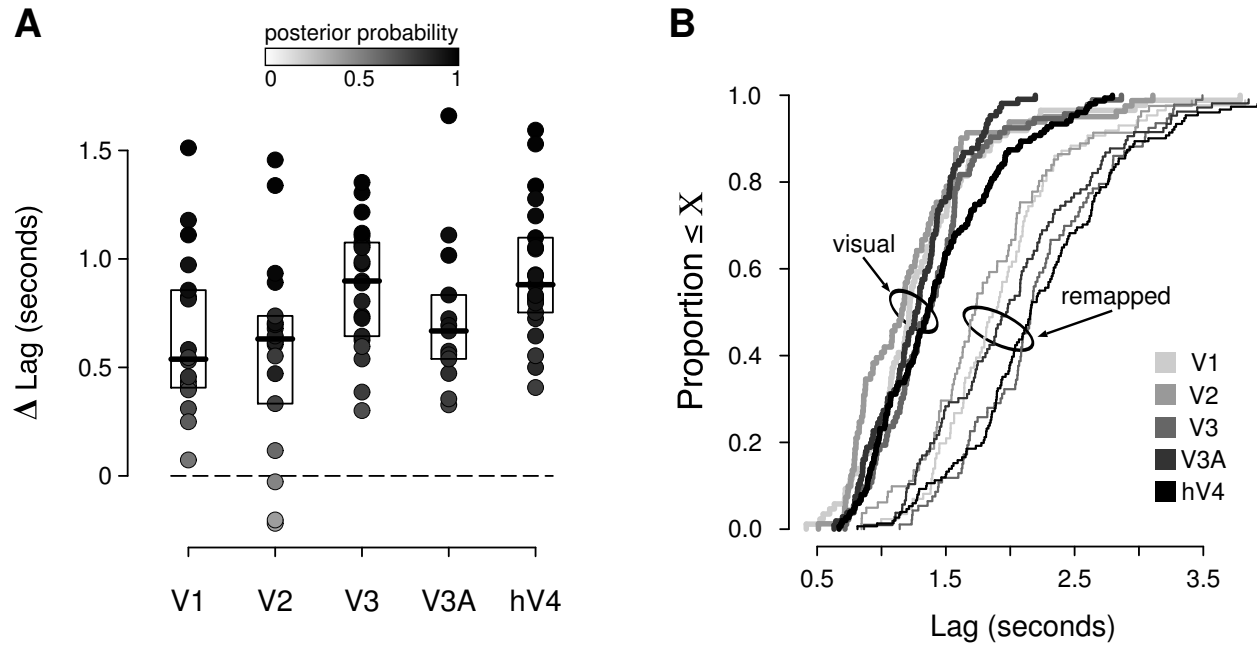 A
posterior probability
0 0.5 1
Δ Lag (seconds)
1.5
1.0
0.5
0
V1 V2 V3 V3A hV4
B
Proportion ≤ X
1.0
0.8
0.6
0.4
0.2
0.0
visual
remapped
V1
V2
V3
V3A
hV4
0.5 1.5 2.5 3.5
Lag (seconds)